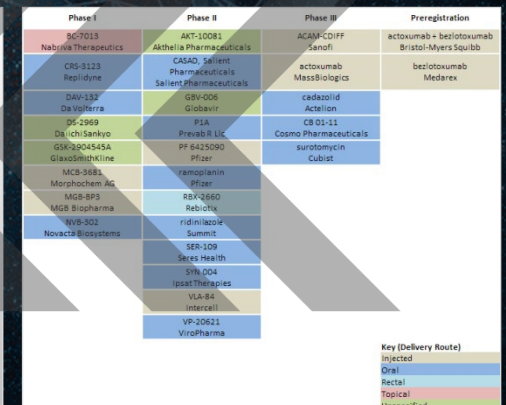 Phase I
Phase II
Phase III
Preregistration
BC-7013
Nabriva Therapeutics
AKT-10081
Akthelia Pharmaceuticals
ACAM-CDIFF
Sanofi
actoxumab + bezlotoxumab
Bristol-Myers Squibb
CRS-3123
Replidyne
CASAD, Salient
Pharmaceuticals
Salient Pharmaceuticals
actoxumab
MassBiologics
bezlotoxumab
Medarex
DAV-132
Da Volterra
GBV-006
Globavir
cadazolid
Actelion
DS-2969
Daiichi Sankyo
P1A
Prevab R Llc
CB 01-11
Cosmo Pharmaceuticals
GSK-2904545A
GlaxoSmithKline
PF 6425090
Pfizer
surotomycin
Cubist
MCB-3681
Morphochem AG
ramoplanin
Pfizer
MGB-BP3
MGB Biopharma
RBX-2660
Rebiotix
NVB-302
Novacta Biosystems
ridinilazole
Summit
SER-109
Seres Health
SYN-004
Ipsat Therapies
VLA-84
Intercell
VP-20621
ViroPharma
Key (Delivery Route)
Injected
Oral
Rectal
Topical
Unspecified